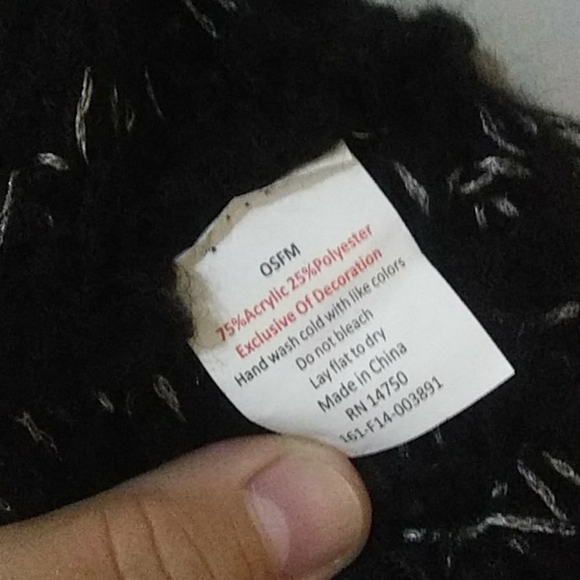 OSFM
75%Acrylic 25%Polyester
Exclusive Of Decoration
Hand wash cold with like colors
Do not bleach
Lay flat to dry
Made in China
RN 14750
161-F14-003891